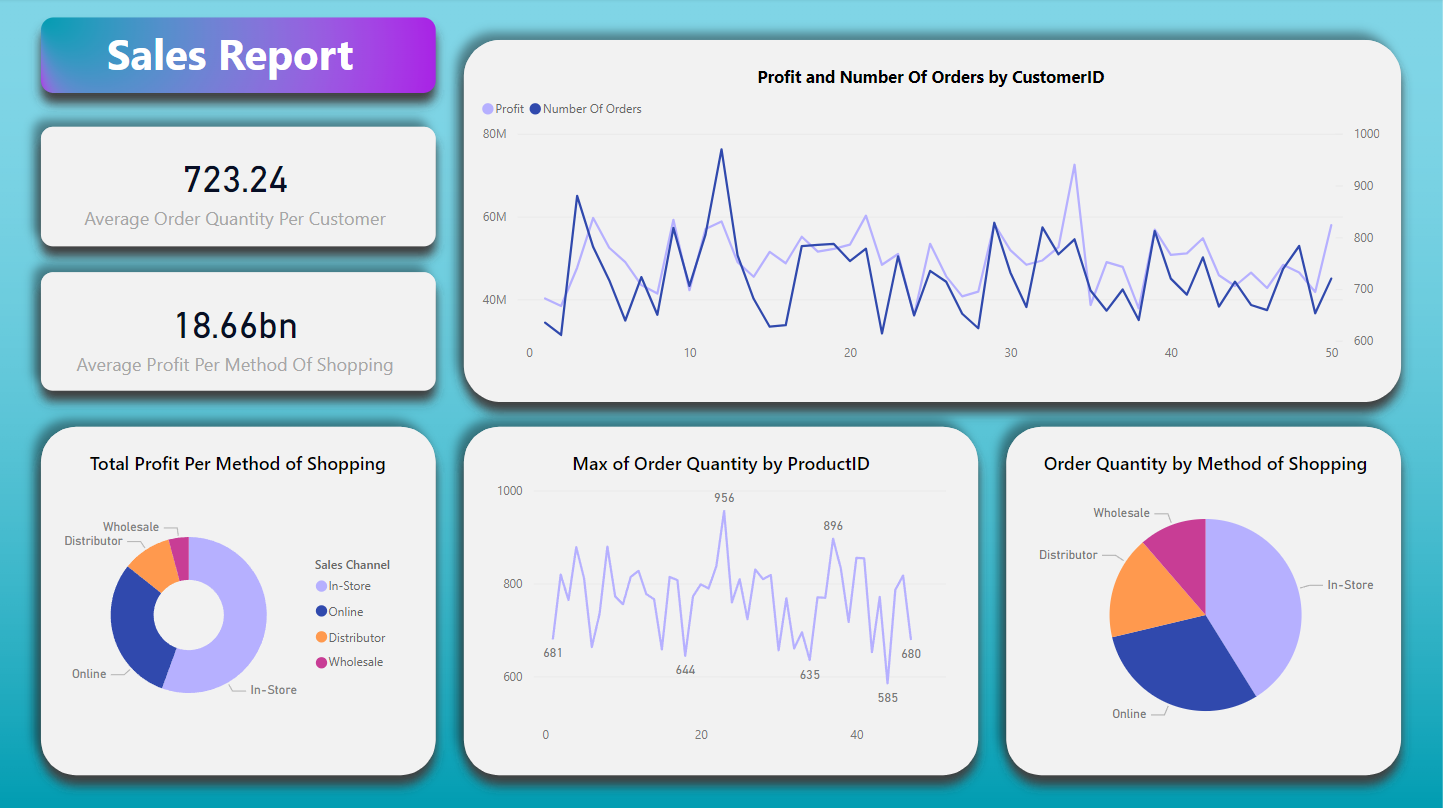 Sales Report
723.24
Average Order Quantity Per Customer
18.66bn
Average Profit Per Method Of Shopping
Profit and Number Of Orders by CustomerID
Profit Number Of Orders
80M 1000
900
60M 800
40M 700
600
0 10 20 30 40 50
Total Profit Per Method of Shopping
Wholesale
Distributor
Online
In-Store
Sales Channel
In-Store
Online
Distributor
Wholesale
Max of Order Quantity by ProductID
1000
800
600
956
896
681
644
635
585
680
0 20 40
Order Quantity by Method of Shopping
Wholesale
Distributor
In-Store
Online